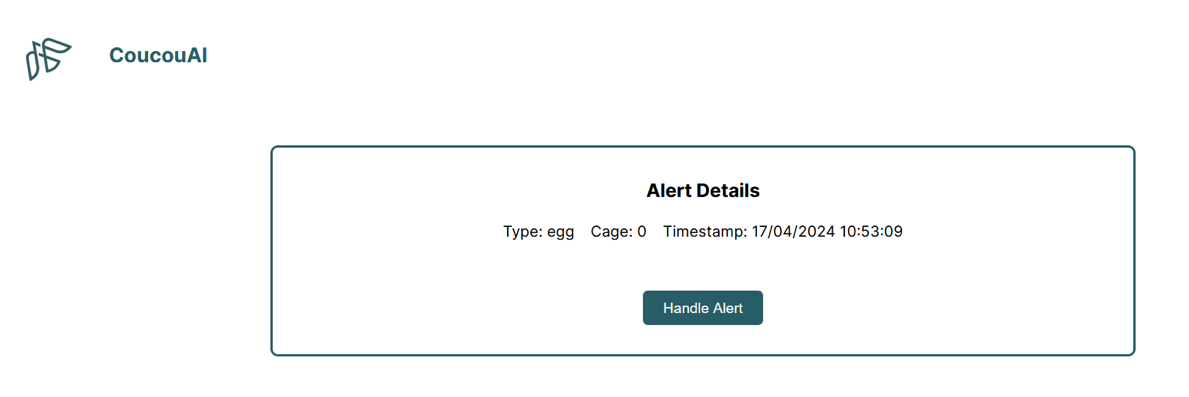 CoucouAI
Alert Details
Type: egg Cage: 0 Timestamp: 17/04/2024 10:53:09
Handle Alert